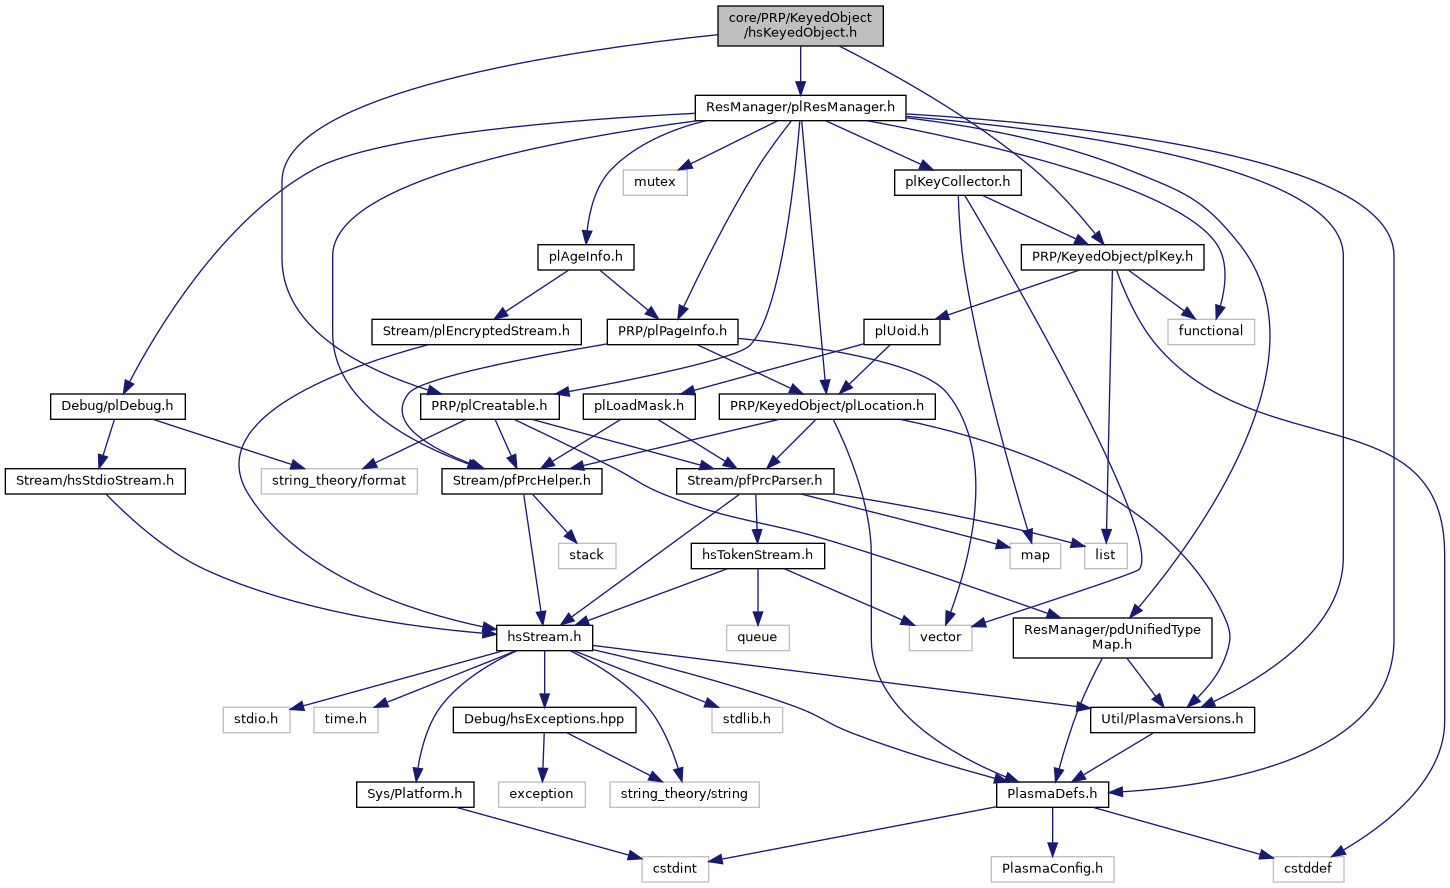 core/PRP/KeyedObject
/hsKeyedObject.h
ResManager/plResManager.h
mutex
plKeyCollector.h
plAgeInfo.h
PRP/KeyedObject/plKey.h
Stream/plEncryptedStream.h
PRP/plPageInfo.h
plUoid.h
functional
Debug/plDebug.h
PRP/plCreatable.h
plLoadMask.h
PRP/KeyedObject/plLocation.h
Stream/hsStdioStream.h
string_theory/format
Stream/pfPrcHelper.h
Stream/pfPrcParser.h
stack
hsTokenStream.h
map
list
hsStream.h
queue
vector
ResManager/pdUnifiedType
Map.h
stdio.h
time.h
Debug/hsExceptions.hpp
stdlib.h
Util/PlasmaVersions.h
Sys/Platform.h
exception
string_theory/string
PlasmaDefs.h
cstdint
PlasmaConfig.h
cstddef